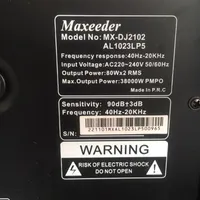 Maxeeder
Model No: MX-DJ2102
AL1023LP5
Frequency response: 40Hz-20KHz
Input Voltage: AC220~240V 50/60Hz
Output Power: 80Wx2 RMS
Max.Output Power: 38000W PMPO
Made In P.R.C
Sensitivity: 90dB†3dB
Frequency: 40Hz-20KHz
WARNING
RISK OF ELECTRIC SHOCK
DO NOT OPEN